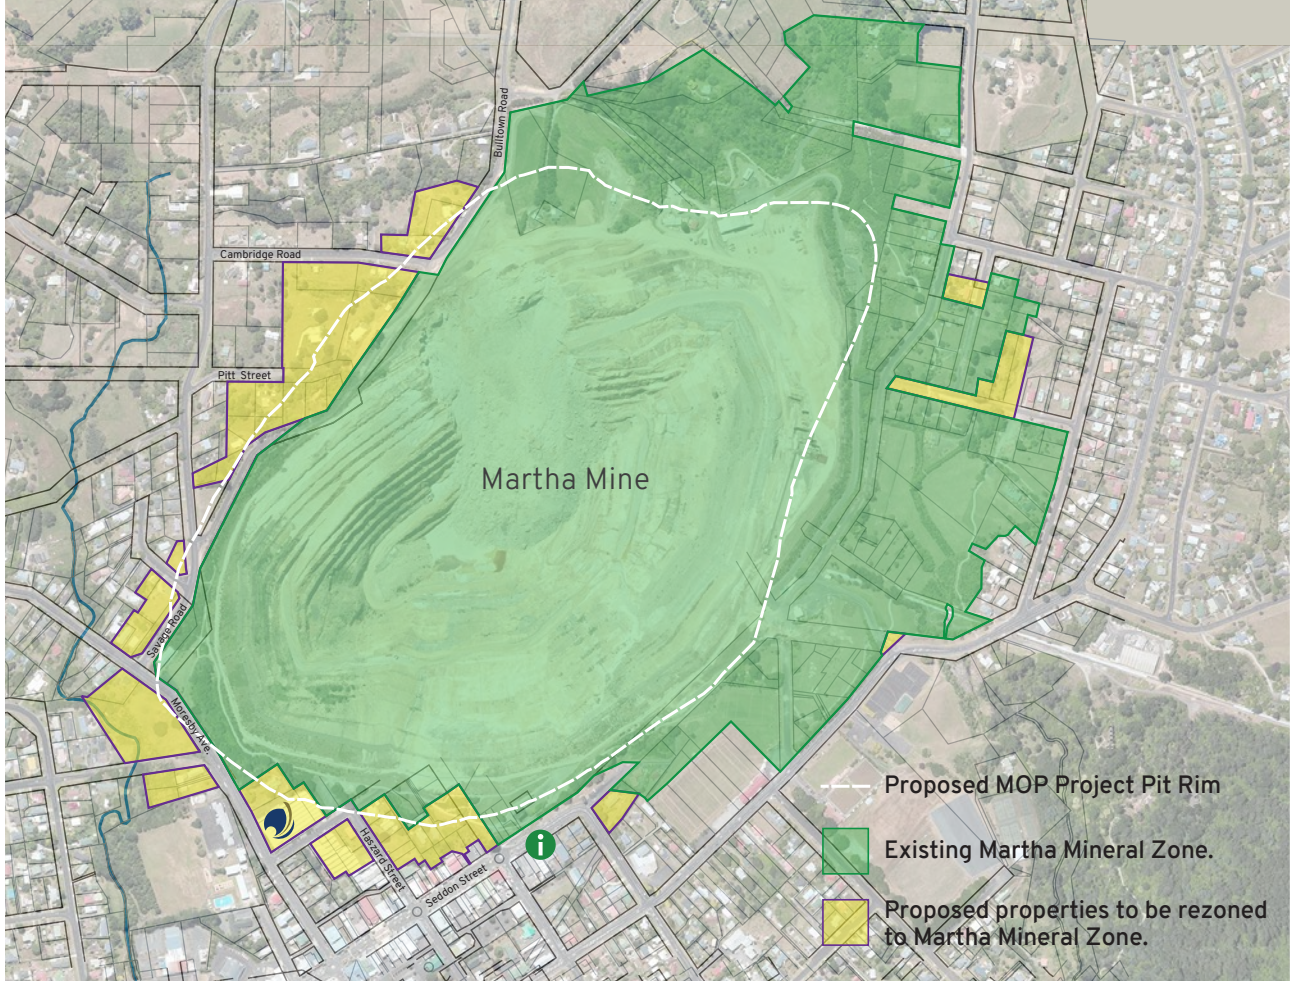 Bulltown Road
Cambridge Road
Pitt Street
Martha Mine
Savage Road
Moresby Ave.
Haszard Street
Seddon Street
i
Proposed MOP Project Pit Rim
Existing Martha Mineral Zone.
Proposed properties to be rezoned
to Martha Mineral Zone.